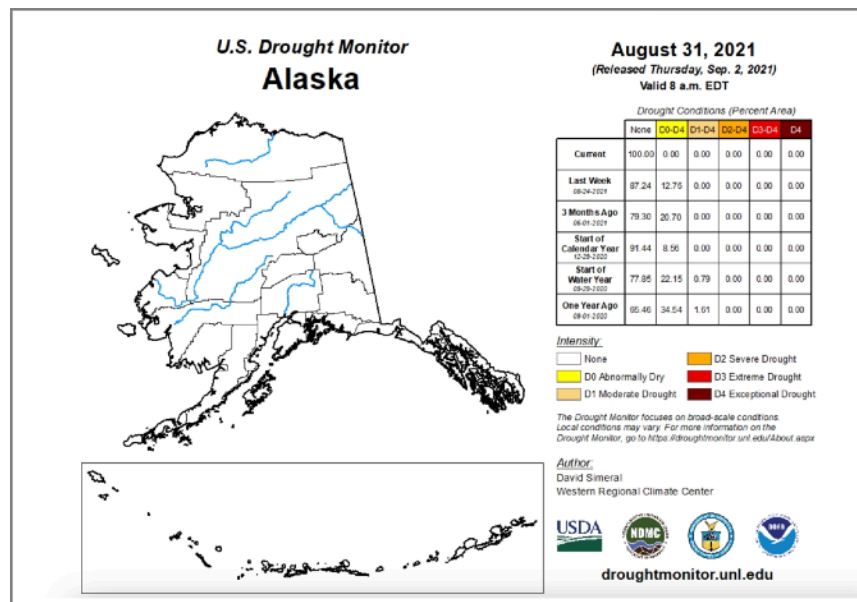 U.S. Drought Monitor
Alaska
August 31, 2021
(Released Thursday, Sep. 2, 2021)
Valid 8 a.m. EDT
Drought Conditions (Percent Area)
None D0-D4 D1-D4 D2-D4 D3-D4 D4
Current 100.00 0.00 0.00 0.00 0.00 0.00
Last Week 87.24 12.76 0.00 0.00 0.00 0.00
08-24-2021
3 Months Ago 79.30 20.70 0.00 0.00 0.00 0.00
06-01-2021
Start of
Calendar Year 91.44 8.56 0.00 0.00 0.00 0.00
12-29-2020
Start of
Water Year 77.85 22.15 0.79 0.00 0.00 0.00
09-29-2020
One Year Ago 65.46 34.54 1.61 0.00 0.00 0.00
09-01-2020
Intensity:
None
D0 Abnormally Dry
D1 Moderate Drought
D2 Severe Drought
D3 Extreme Drought
D4 Exceptional Drought
The Drought Monitor focuses on broad-scale conditions.
Local conditions may vary. For more information on the
Drought Monitor, go to https://droughtmonitor.unl.edu/About.aspx
Author:
David Simeral
Western Regional Climate Center
USDA
NDMC
droughtmonitor.unl.edu